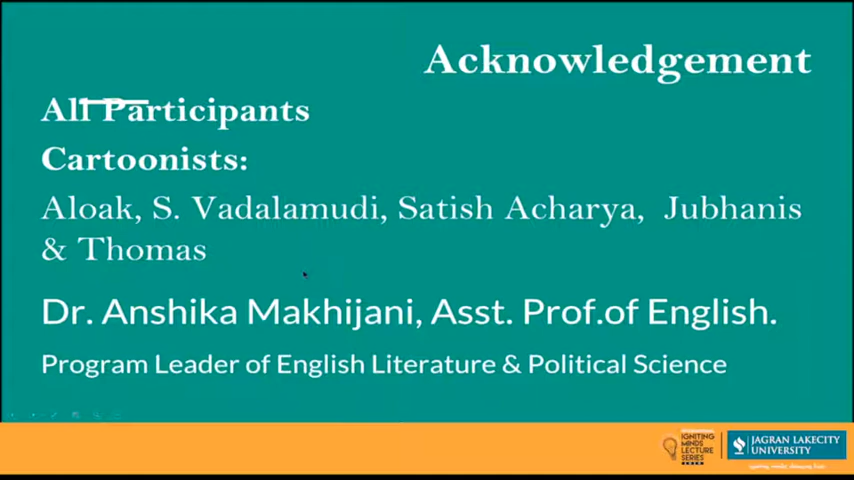 Acknowledgement
All Participants
Cartoonists:
Aloak, S. Vadalamudi, Satish Acharya, Jubhanis
& Thomas
Dr. Anshika Makhijani, Asst. Prof.of English.
Program Leader of English Literature & Political Science
IGNITING
MINDS
LECTURE
SERIES
JAGRAN LAKECITY
UNIVERSITY